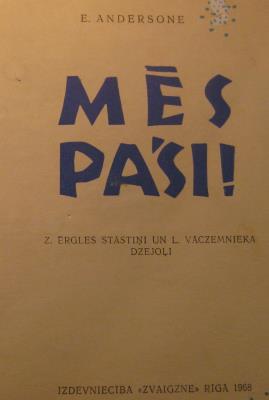 E. ANDERSONE
MĒS
PAŠI!
Z. ĒRGLES STĀSTIŅI UN L. VĀCZEMNIEKA
DZEJOĻI
IZDEVNIECĪBA «ZVAIGZNE» RĪGĀ 1968